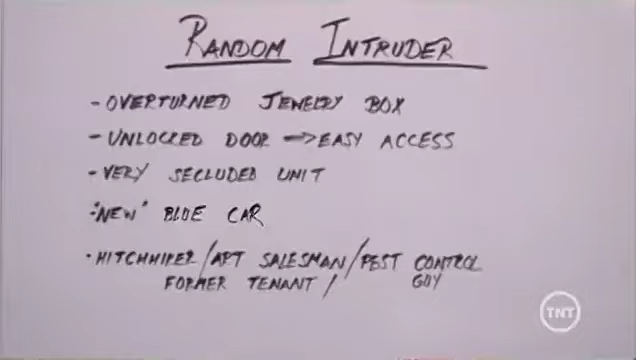 RANDOM INTRUDER
- OVERTURNED JEWELRY BOX
- UNLOCKED DOOR → EASY ACCESS
- VERY SECLUDED UNIT
· "NEW" BLUE CAR
· HITCHHIKER / APT SALESMAN / PEST CONTROL GUY
FORMER TENANT /
TNT